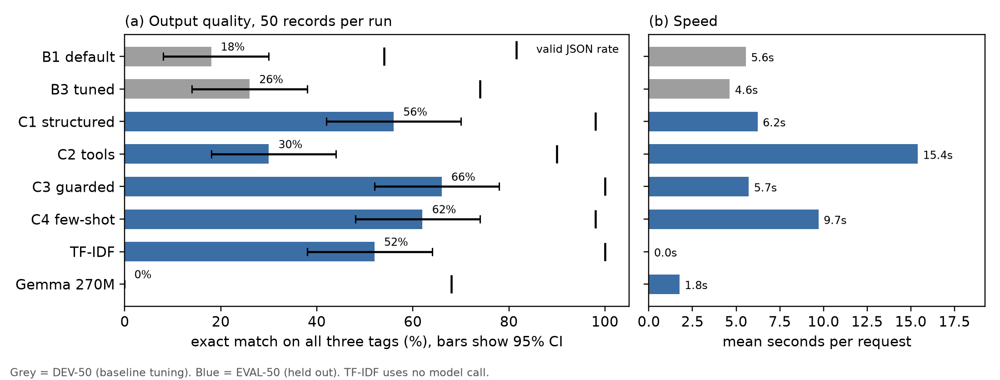 (a) Output quality, 50 records per run
valid JSON rate
B1 default
18%
B3 tuned
26%
C1 structured
56%
C2 tools
30%
C3 guarded
66%
C4 few-shot
62%
TF-IDF
52%
Gemma 270M
0%
0 20 40 60 80 100
exact match on all three tags (%), bars show 95% CI
(b) Speed
5.6s
4.6s
6.2s
15.4s
5.7s
9.7s
0.0s
1.8s
0.0 2.5 5.0 7.5 10.0 12.5 15.0 17.5
mean seconds per request
Grey = DEV-50 (baseline tuning). Blue = EVAL-50 (held out). TF-IDF uses no model call.